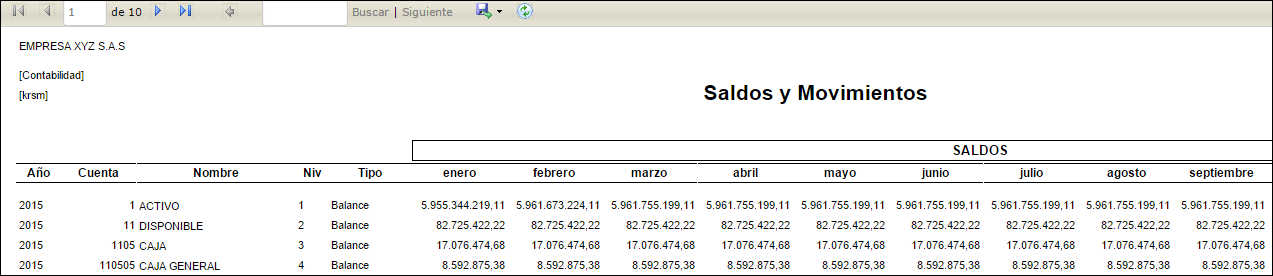 1 de 10 Buscar | Siguiente
EMPRESA XYZ S.A.S
[Contabilidad]
[krsm]
Saldos y Movimientos
SALDOS
Año Cuenta Nombre Niv Tipo enero febrero marzo abril mayo junio julio agosto septiembre
2015 1 ACTIVO 1 Balance 5.955.344.219,11 5.961.673.224,11 5.961.755.199,11 5.961.755.199,11 5.961.755.199,11 5.961.755.199,11 5.961.755.199,11 5.961.755.199,11 5.961.755.199,11
2015 11 DISPONIBLE 2 Balance 82.725.422,22 82.725.422,22 82.725.422,22 82.725.422,22 82.725.422,22 82.725.422,22 82.725.422,22 82.725.422,22 82.725.422,22
2015 1105 CAJA 3 Balance 17.076.474,68 17.076.474,68 17.076.474,68 17.076.474,68 17.076.474,68 17.076.474,68 17.076.474,68 17.076.474,68 17.076.474,68
2015 110505 CAJA GENERAL 4 Balance 8.592.875,38 8.592.875,38 8.592.875,38 8.592.875,38 8.592.875,38 8.592.875,38 8.592.875,38 8.592.875,38 8.592.875,38